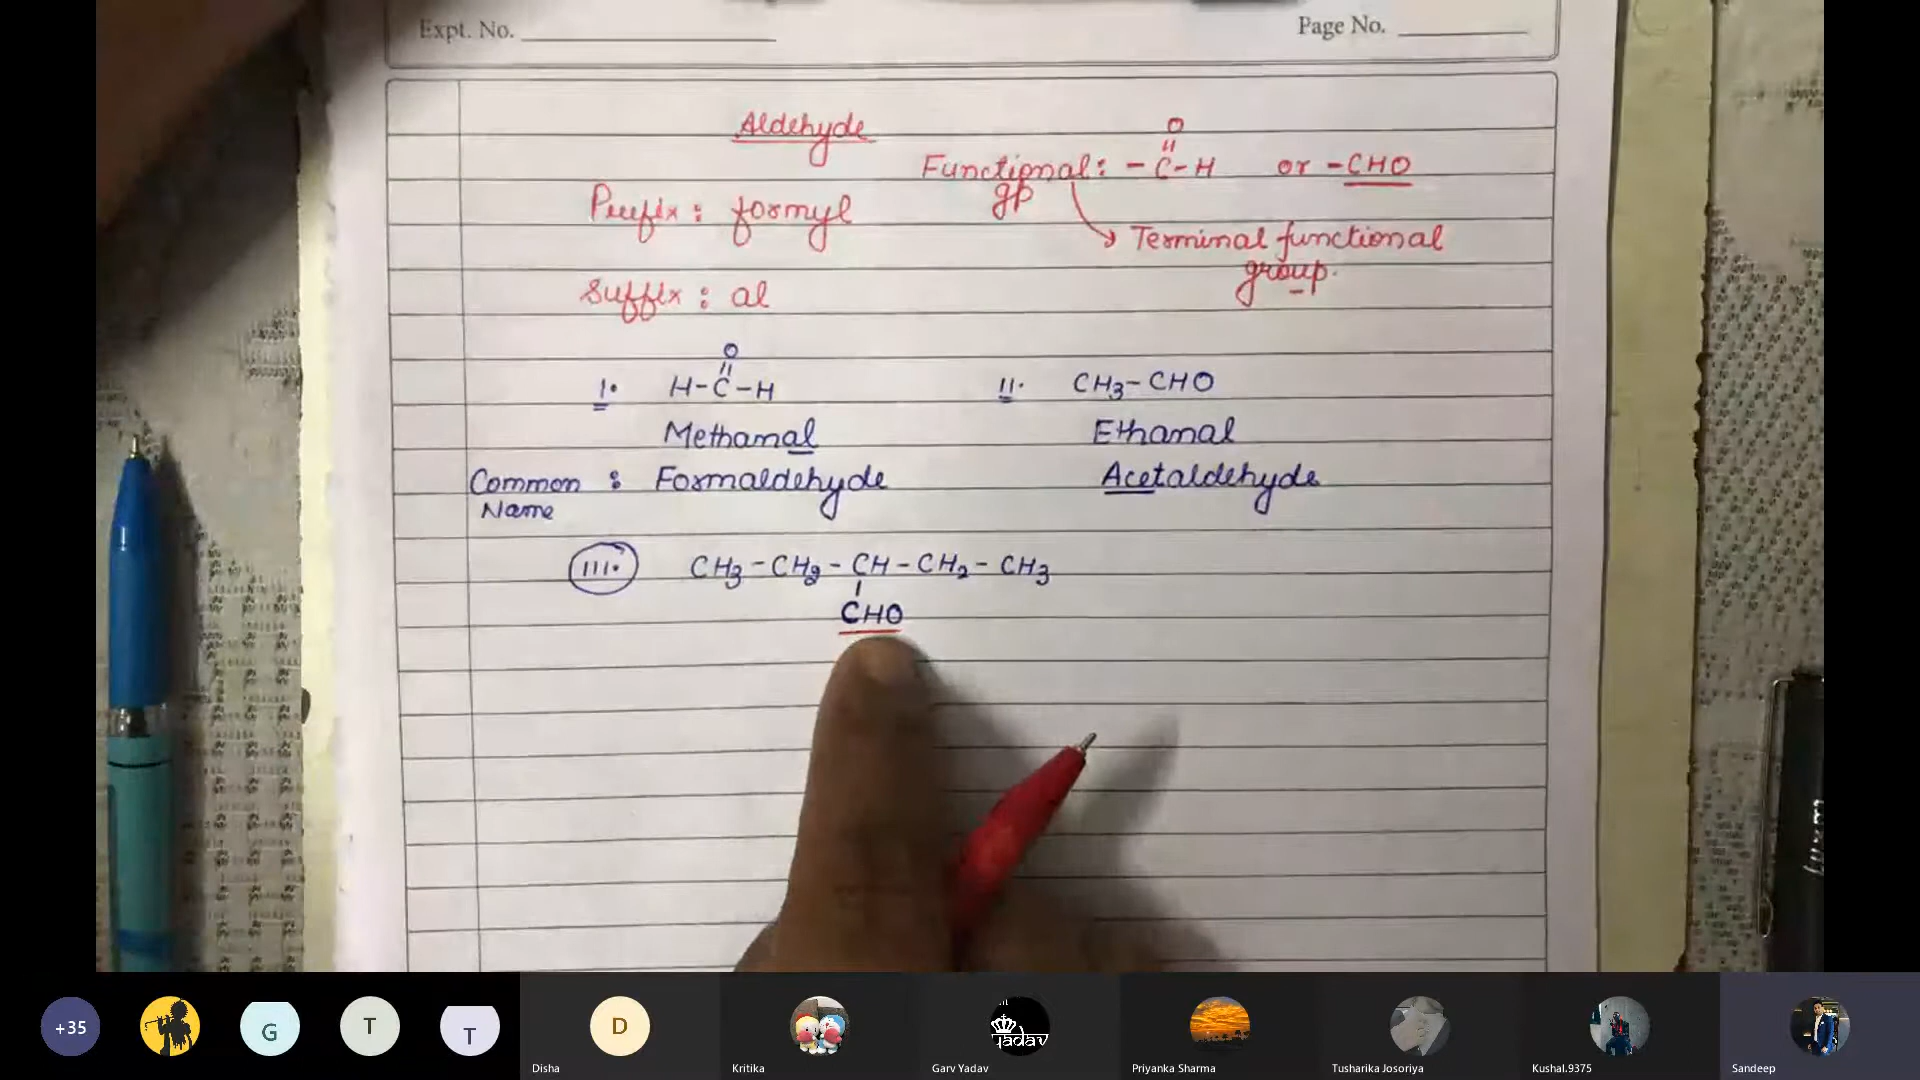 Expt. No.
Page No.
Aldehyde
O
||
Functional : - C - H or - CHO
gp
Prefix : formyl
→ Terminal functional
group.
Suffix : al
O
||
I. H-C-H II. CH3-CHO
Methanal Ethanal
Common : Formaldehyde Acetaldehyde
Name
III. CH3-CH2-CH-CH2-CH3
|
CHO
+35
G
T
T
D
Yadav
Disha
Kritika
Garv Yadav
Priyanka Sharma
Tusharika Josoriya
Kushal.9375
Sandeep